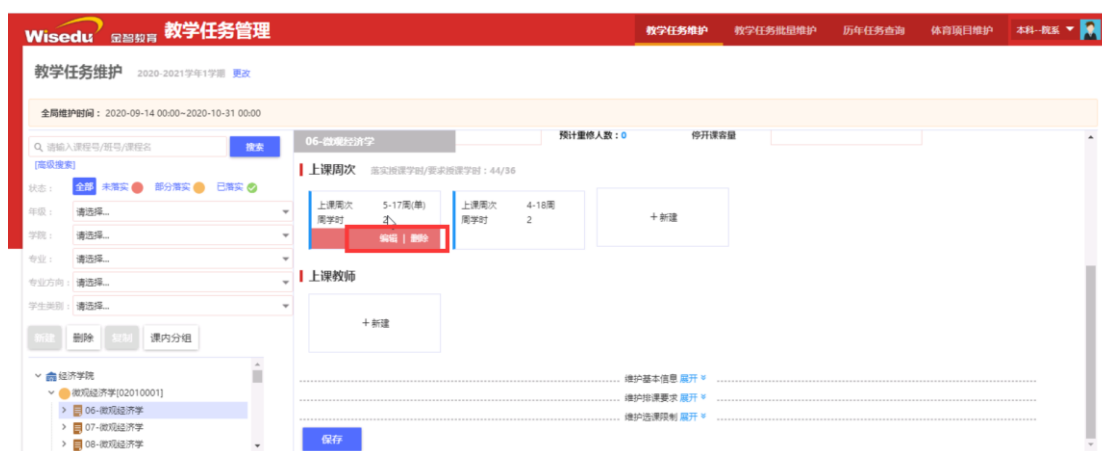 Wisedu 金智教育 教学任务管理 教学任务维护 教学任务批量维护 历年任务查询 体育项目维护 本科--院系
教学任务维护 2020-2021学年1学期 更改
全局维护时间：2020-09-14 00:00~2020-10-31 00:00
请输入课程号/班号/课程名 搜索
[高级搜索]
状态： 全部 未落实 部分落实 已落实
年级： 请选择...
学院： 请选择...
专业： 请选择...
专业方向： 请选择...
学生类别： 请选择...
新建 删除 复制 课内分组
经济学院
微观经济学[02010001]
06-微观经济学
07-微观经济学
08-微观经济学
06-微观经济学 预计重修人数：0 停开课容量
上课周次 落实授课学时/要求授课学时：44/36
上课周次 5-17周(单)
周学时 2
编辑 | 删除
上课周次 4-18周
周学时 2
+新建
上课教师
+新建
维护基本信息 展开
维护排课要求 展开
维护选课限制 展开
保存